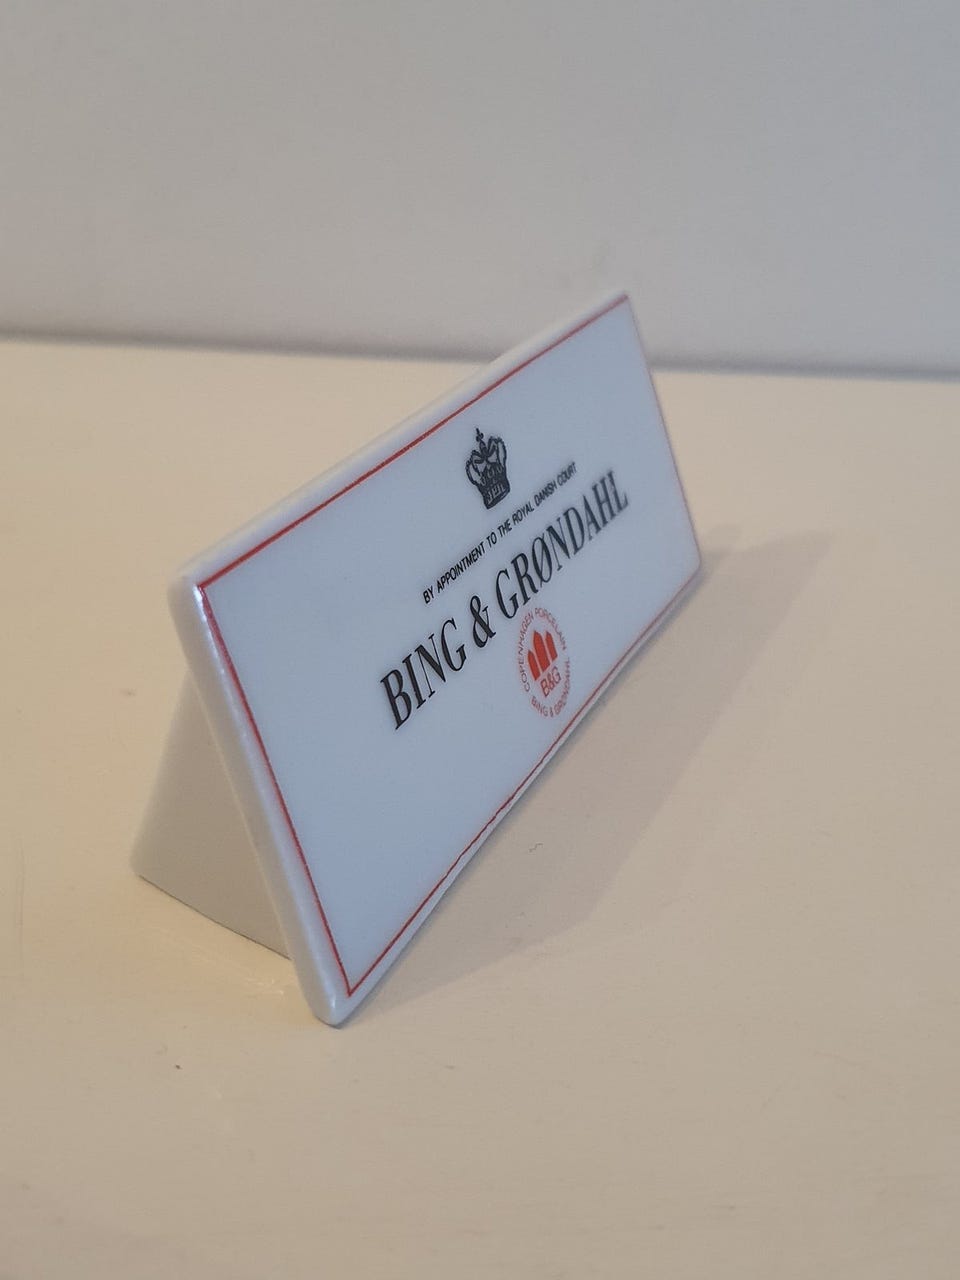 BY APPOINTMENT TO THE ROYAL DANISH COURT
BING & GRØNDAHL
COPENHAGEN PORCELAIN
B&G
BING & GRØNDAHL